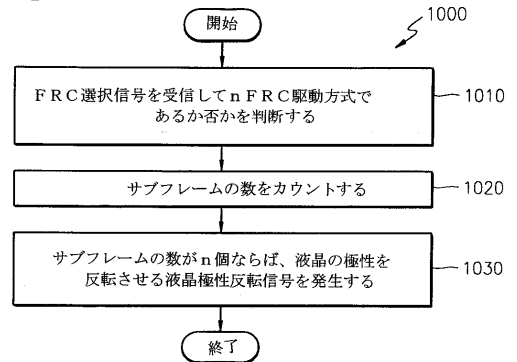 開始
1000
FRC選択信号を受信してnFRC駆動方式で
あるか否かを判断する
1010
サブフレームの数をカウントする
1020
サブフレームの数がn個ならば、液晶の極性を
反転させる液晶極性反転信号を発生する
1030
終了